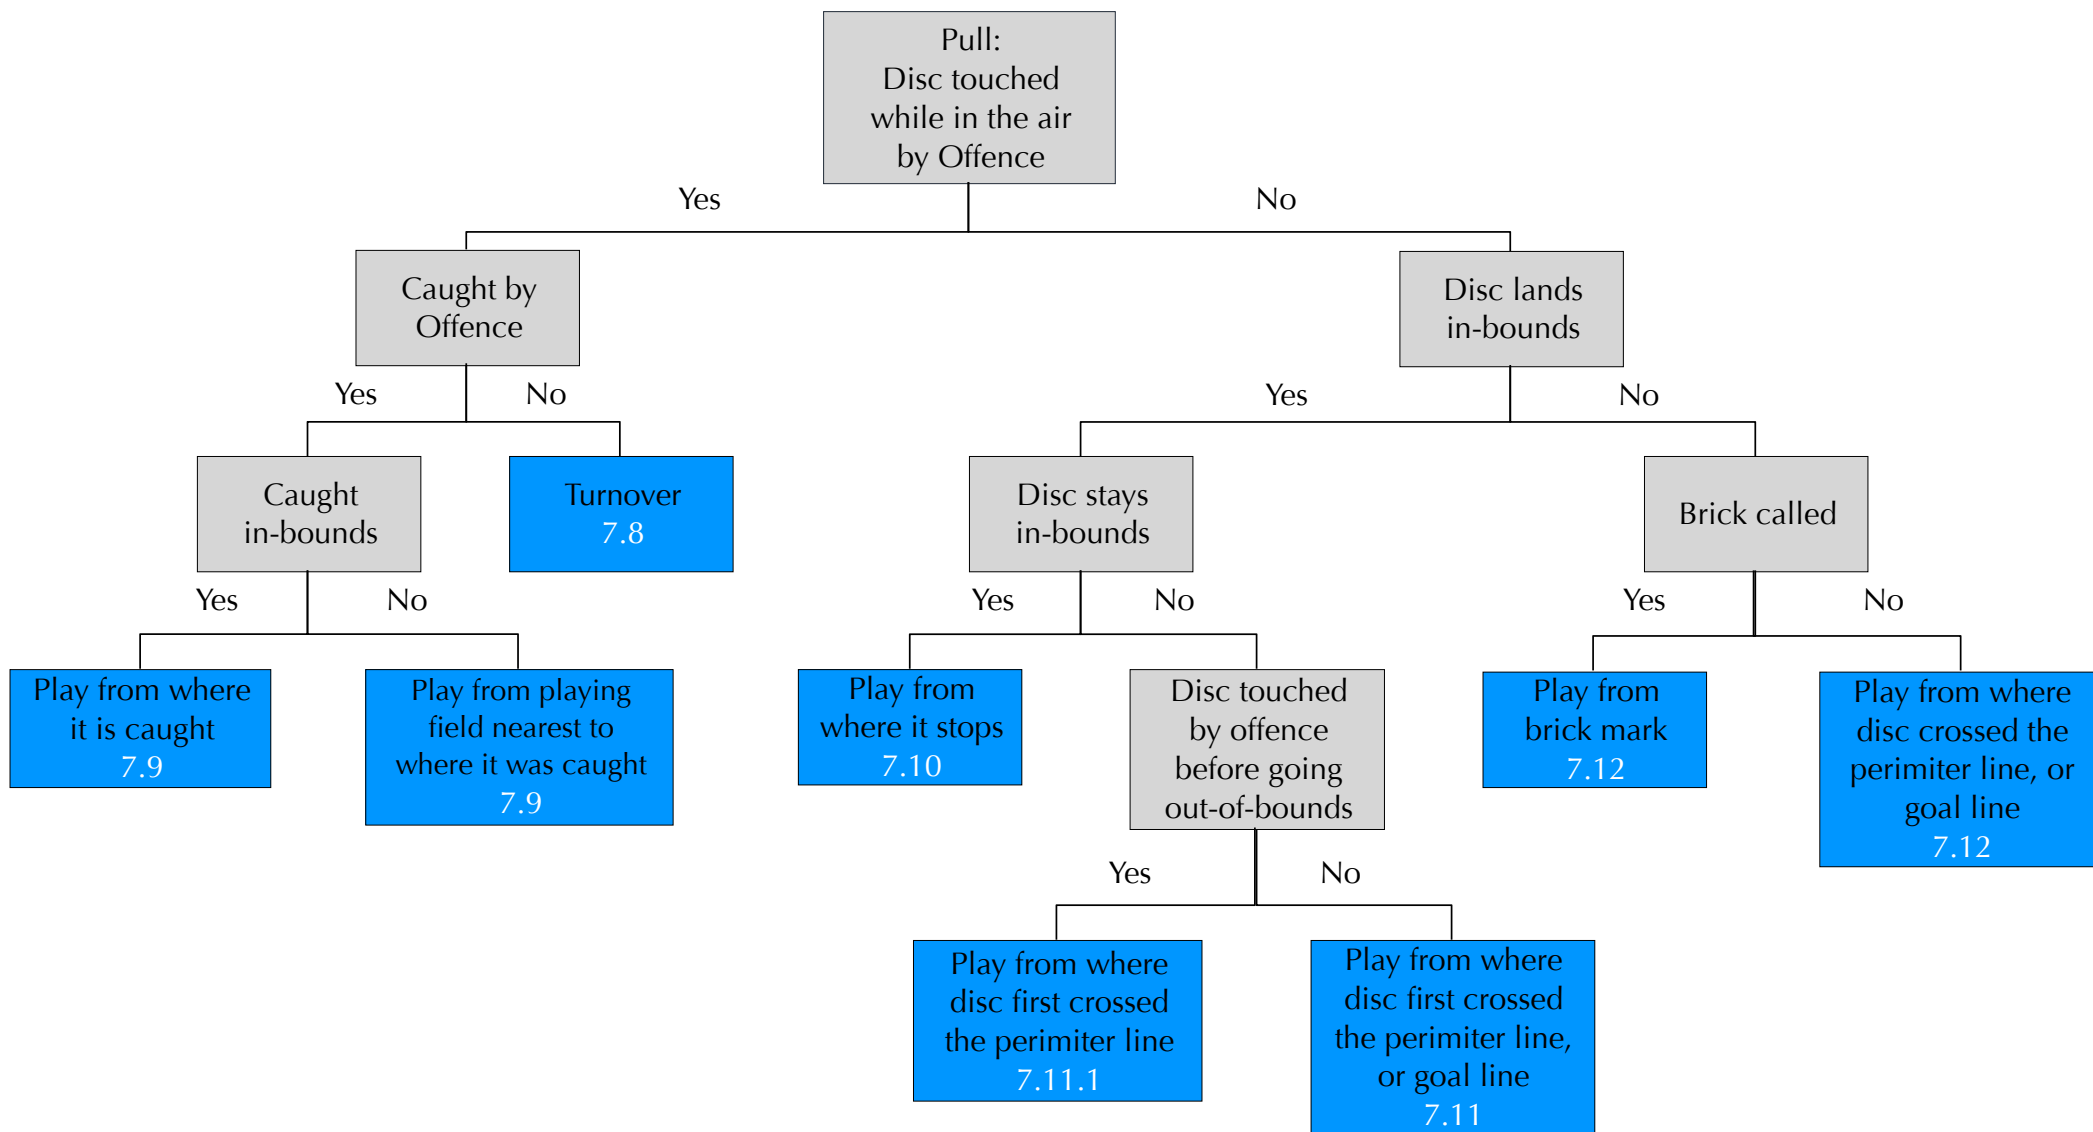 Pull:
Disc touched
while in the air
by Offence
Yes
No
Caught by
Offence
Disc lands
in-bounds
Yes
No
Yes
No
Caught
in-bounds
Turnover
7.8
Disc stays
in-bounds
Brick called
Yes
No
Yes
No
Yes
No
Play from where
it is caught
7.9
Play from playing
field nearest to
where it was caught
7.9
Play from
where it stops
7.10
Disc touched
by offence
before going
out-of-bounds
Play from
brick mark
7.12
Play from where
disc crossed the
perimiter line, or
goal line
7.12
Yes
No
Play from where
disc first crossed
the perimiter line
7.11.1
Play from where
disc first crossed
the perimiter line,
or goal line
7.11